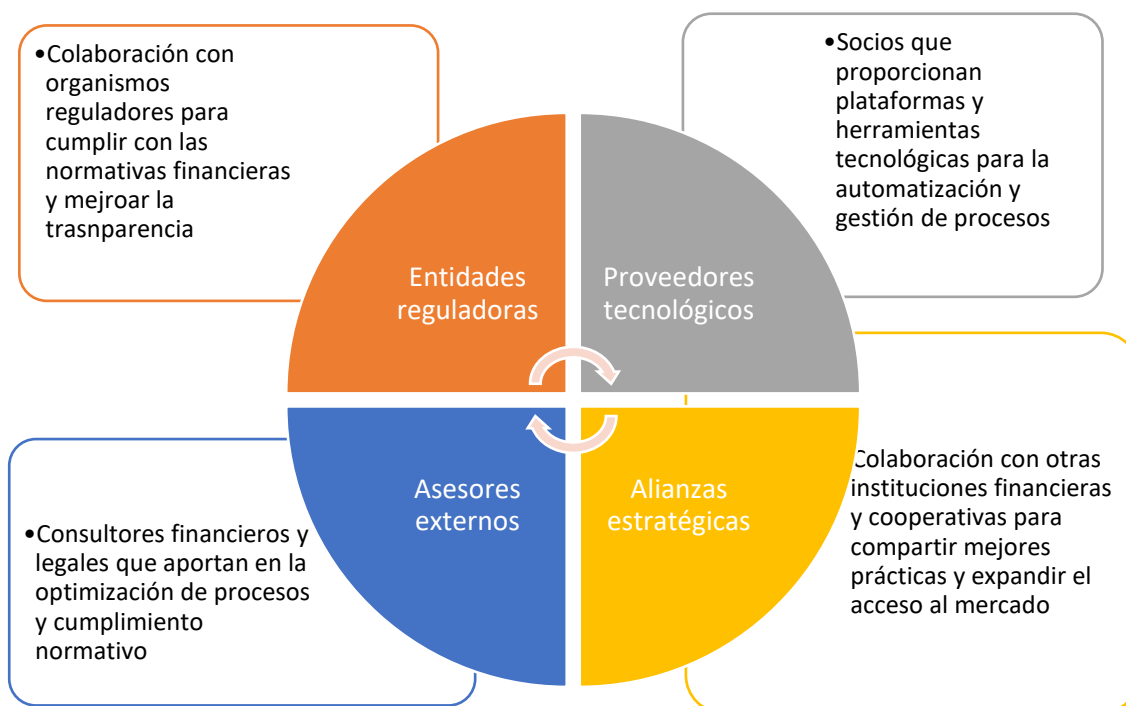 •Colaboración con
organismos
reguladores para
cumplir con las
normativas financieras
y mejroar la
trasnparencia
•Socios que
proporcionan
plataformas y
herramientas
tecnológicas para la
automatización y
gestión de procesos
Entidades
reguladoras
Proveedores
tecnológicos
Asesores
externos
Alianzas
estratégicas
•Consultores financieros y
legales que aportan en la
optimización de procesos
y cumplimiento
normativo
Colaboración con otras
instituciones financieras
y cooperativas para
compartir mejores
prácticas y expandir el
acceso al mercado